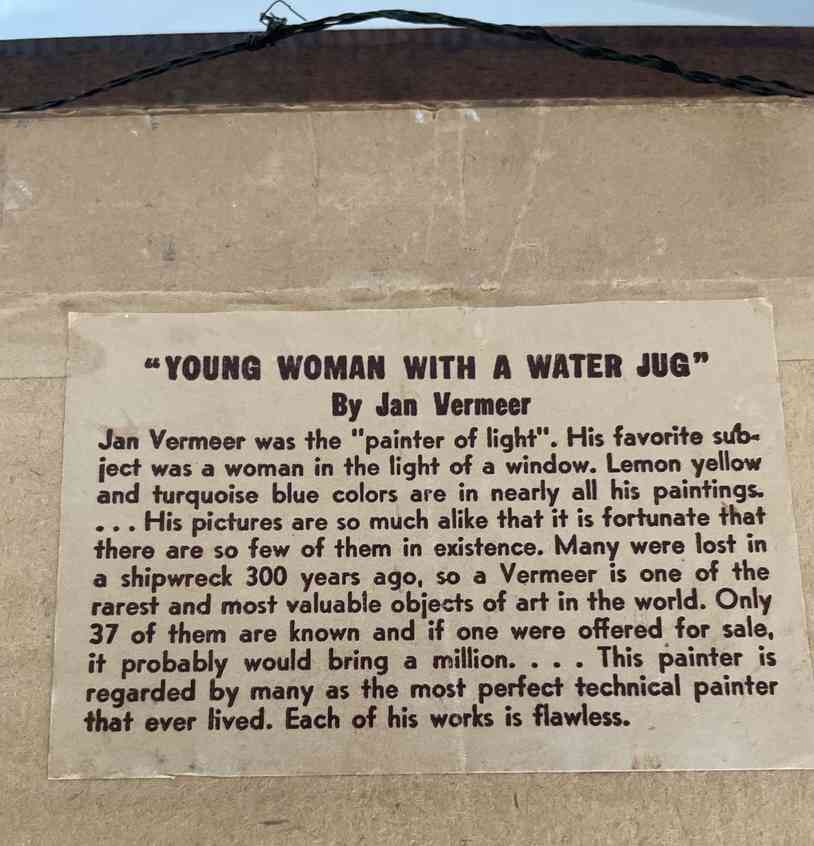 “YOUNG WOMAN WITH A WATER JUG”
By Jan Vermeer
Jan Vermeer was the "painter of light". His favorite sub-
ject was a woman in the light of a window. Lemon yellow
and turquoise blue colors are in nearly all his paintings.
. . . His pictures are so much alike that it is fortunate that
there are so few of them in existence. Many were lost in
a shipwreck 300 years ago, so a Vermeer is one of the
rarest and most valuable objects of art in the world. Only
37 of them are known and if one were offered for sale,
it probably would bring a million. . . . This painter is
regarded by many as the most perfect technical painter
that ever lived. Each of his works is flawless.